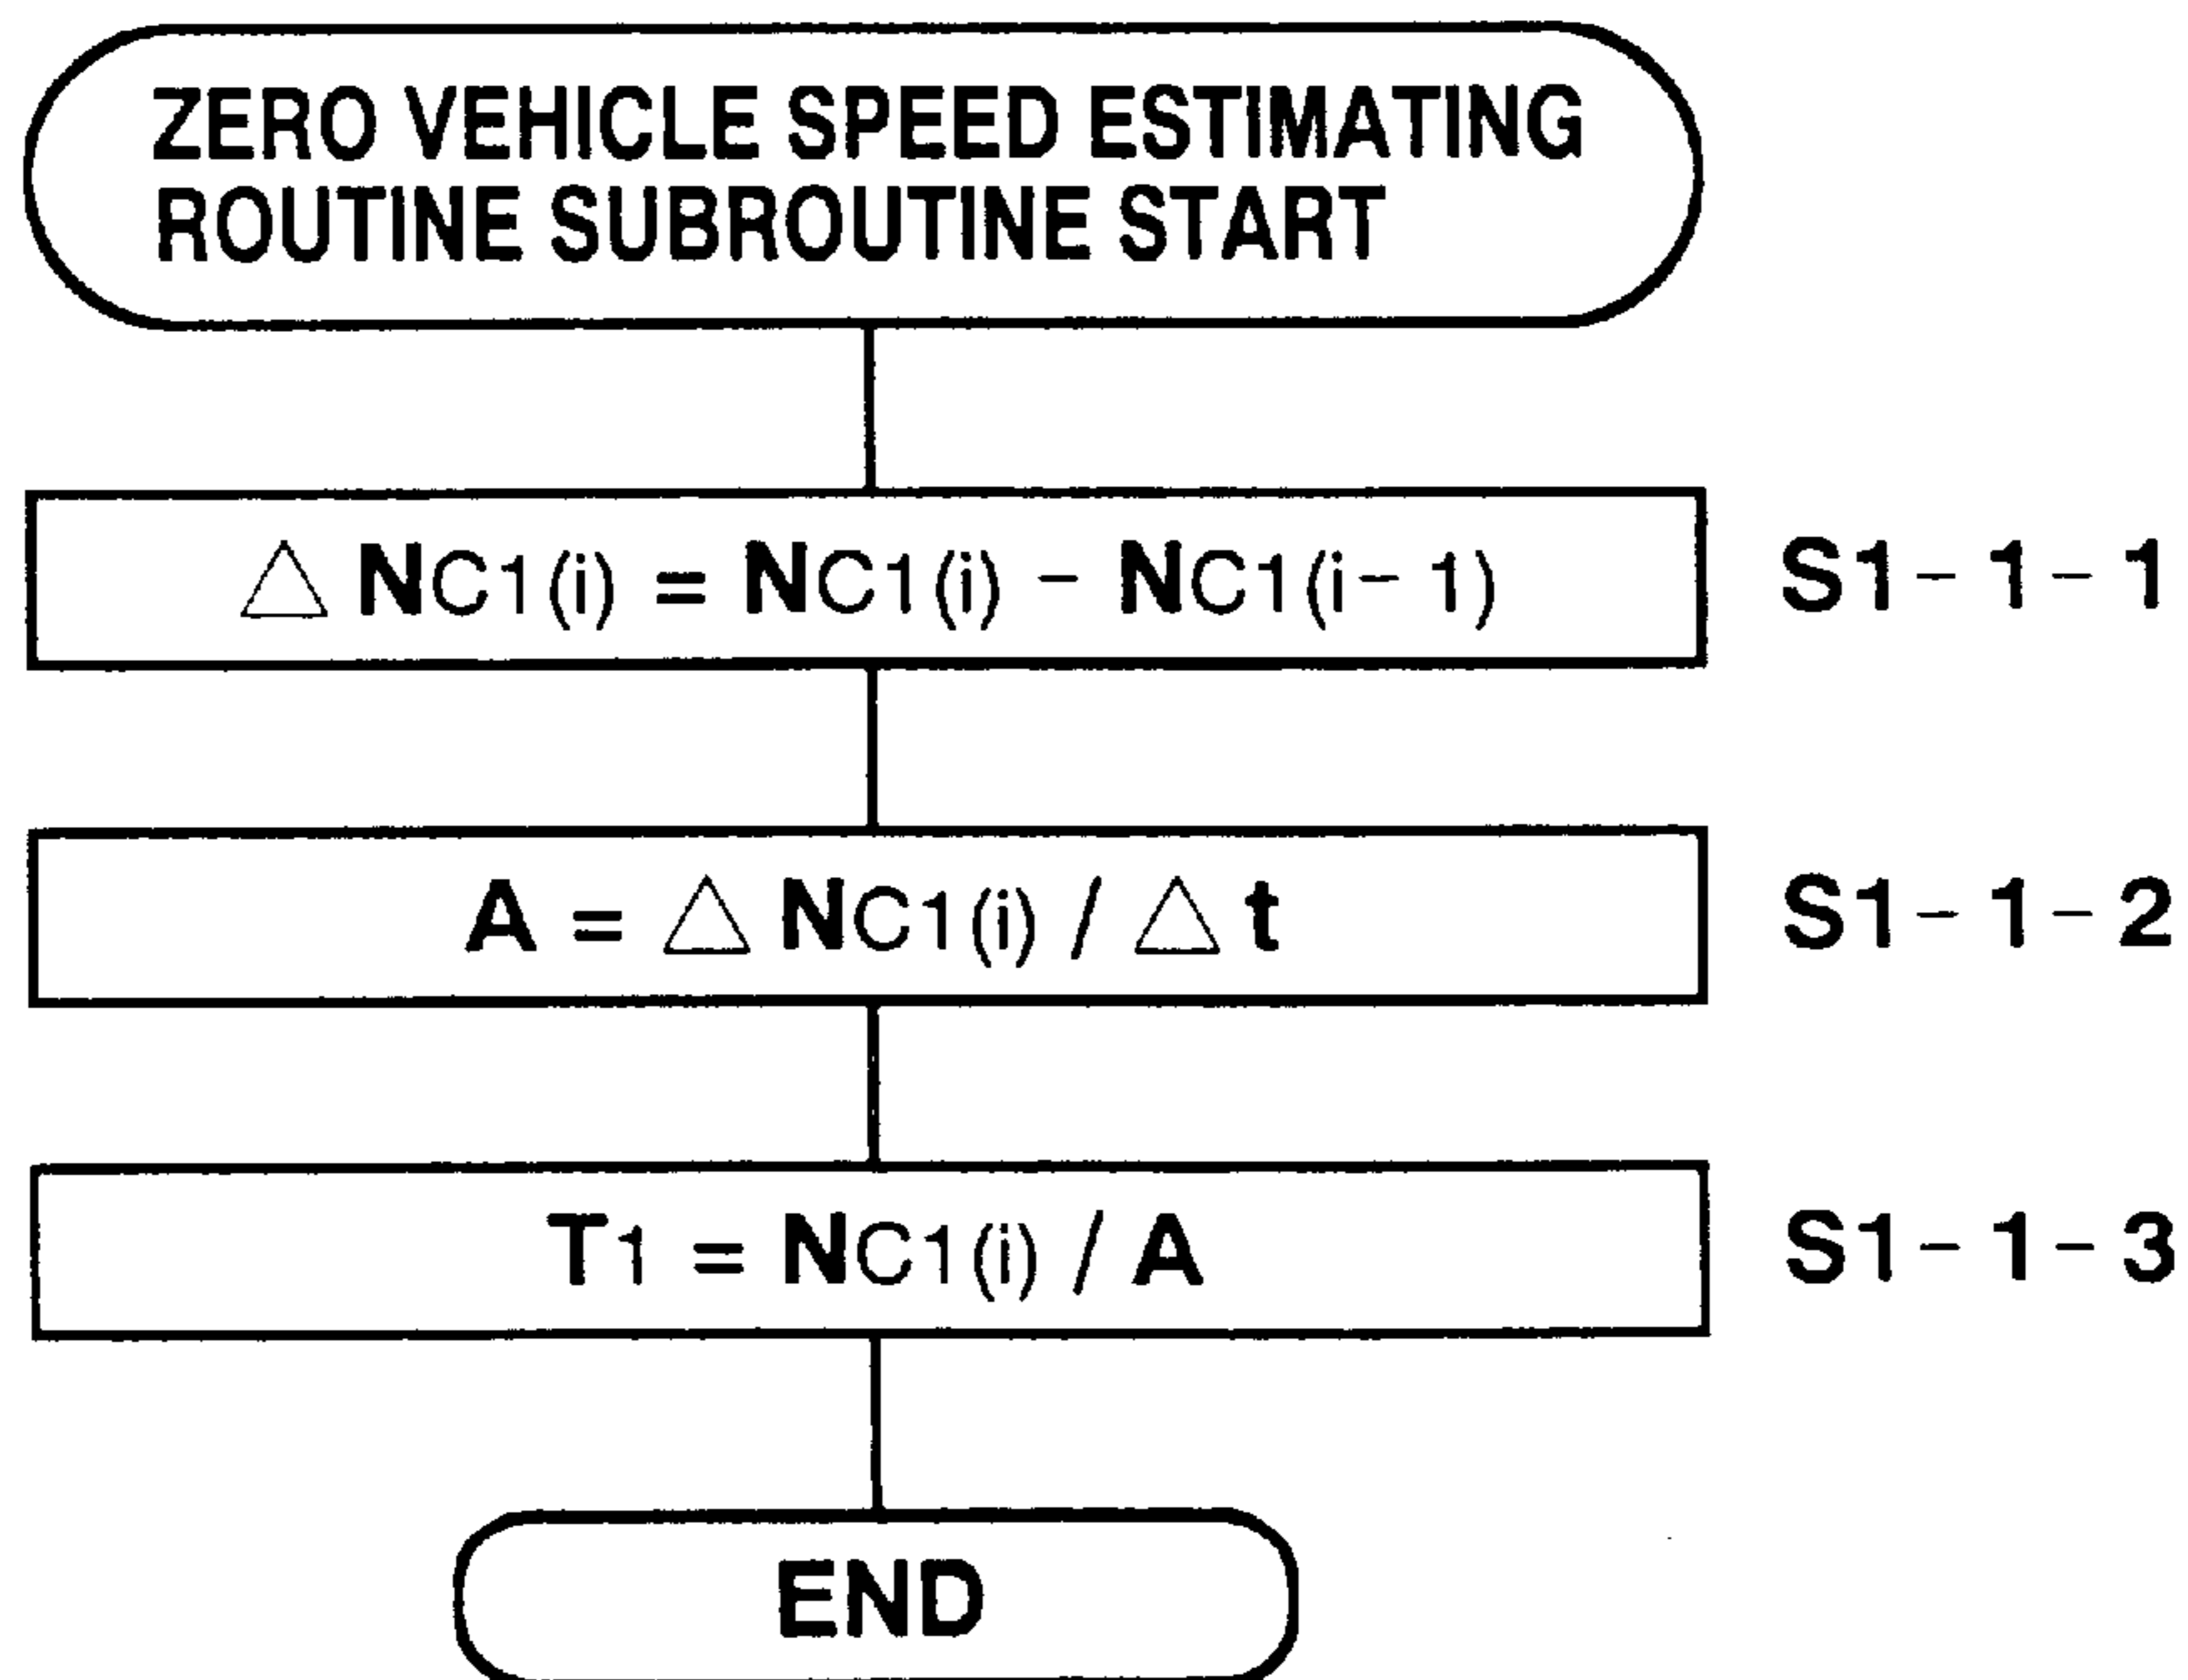 ZERO VEHICLE SPEED ESTIMATING
ROUTINE SUBROUTINE START
△ NC1(i) = NC1(i) - NC1(i-1) S1-1-1
A = △ NC1(i) / △ t S1-1-2
T1 = NC1(i) / A S1-1-3
END